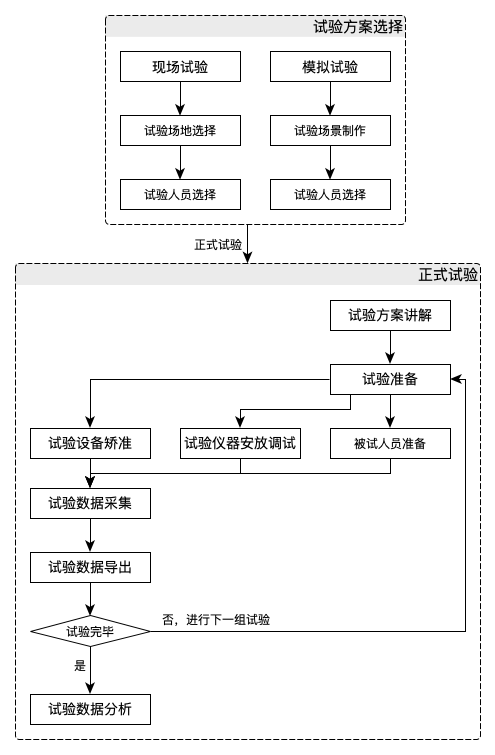 试验方案选择
现场试验
模拟试验
试验场地选择
试验场景制作
试验人员选择
试验人员选择
正式试验
正式试验
试验方案讲解
试验准备
试验设备矫准
试验仪器安放调试
被试人员准备
试验数据采集
试验数据导出
否，进行下一组试验
试验完毕
是
试验数据分析